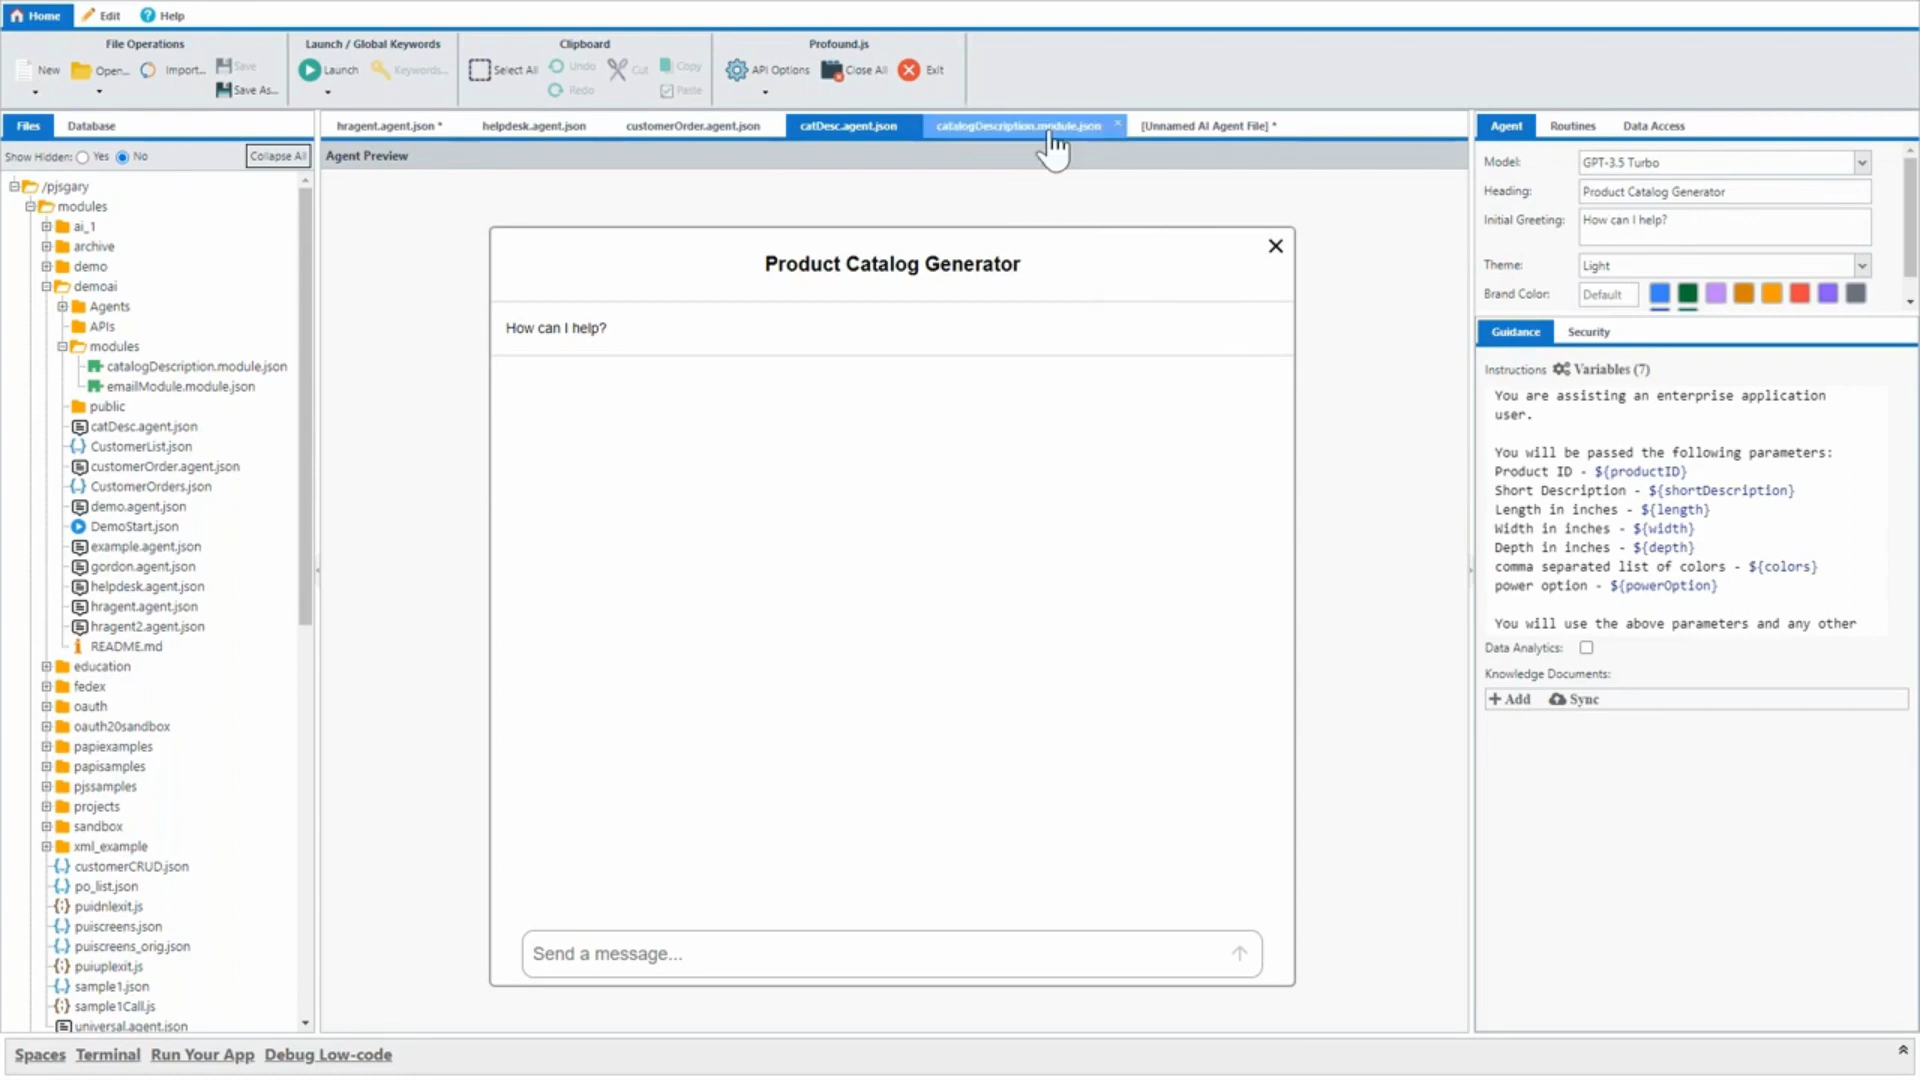 Home
Edit
Help
File Operations
New
Open...
Import...
Save
Save As...
Launch / Global Keywords
Launch
Keywords...
Clipboard
Select All
Undo
Redo
Cut
Copy
Paste
Profound.js
API Options
Close All
Exit
Files
Database
Show Hidden: Yes No
Collapse All
/pjsgary
modules
ai_1
archive
demo
demoai
Agents
APIs
modules
catalogDescription.module.json
emailModule.module.json
public
catDesc.agent.json
CustomerList.json
customerOrder.agent.json
CustomerOrders.json
demo.agent.json
DemoStart.json
example.agent.json
gordon.agent.json
helpdesk.agent.json
hragent.agent.json
hragent2.agent.json
README.md
education
fedex
oauth
oauth20sandbox
papiexamples
papisamples
pjssamples
projects
sandbox
xml_example
customerCRUD.json
po_list.json
puidnlexit.js
puiscreens.json
puiscreens_orig.json
puiuplexit.js
sample1.json
sample1Call.js
universal.agent.json
hragent.agent.json *
helpdesk.agent.json
customerOrder.agent.json
catDesc.agent.json
catalogDescription.module.json
[Unnamed AI Agent File] *
Agent Preview
Product Catalog Generator
How can I help?
Send a message...
Agent
Routines
Data Access
Model: GPT-3.5 Turbo
Heading: Product Catalog Generator
Initial Greeting: How can I help?
Theme: Light
Brand Color: Default
Guidance
Security
Instructions Variables (7)
You are assisting an enterprise application
user.
You will be passed the following parameters:
Product ID - ${productID}
Short Description - ${shortDescription}
Length in inches - ${length}
Width in inches - ${width}
Depth in inches - ${depth}
comma separated list of colors - ${colors}
power option - ${powerOption}
You will use the above parameters and any other
Data Analytics:
Knowledge Documents:
+ Add
Sync
Spaces Terminal Run Your App Debug Low-code